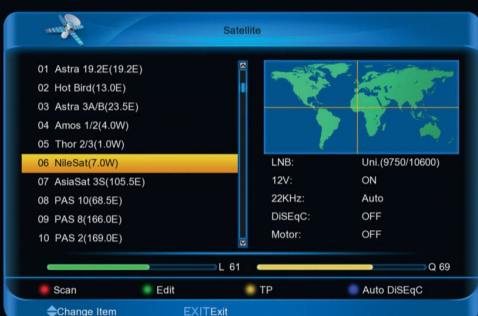 Satellite
01 Astra 19.2E(19.2E)
02 Hot Bird(13.0E)
03 Astra 3A/B(23.5E)
04 Amos 1/2(4.0W)
05 Thor 2/3(1.0W)
06 NileSat(7.0W)
07 AsiaSat 3S(105.5E)
08 PAS 10(68.5E)
09 PAS 8(166.0E)
10 PAS 2(169.0E)
LNB: Uni.(9750/10600)
12V: ON
22KHz: Auto
DiSEqC: OFF
Motor: OFF
L 61 Q 69
Scan Edit TP Auto DiSEqC
Change Item EXITExit